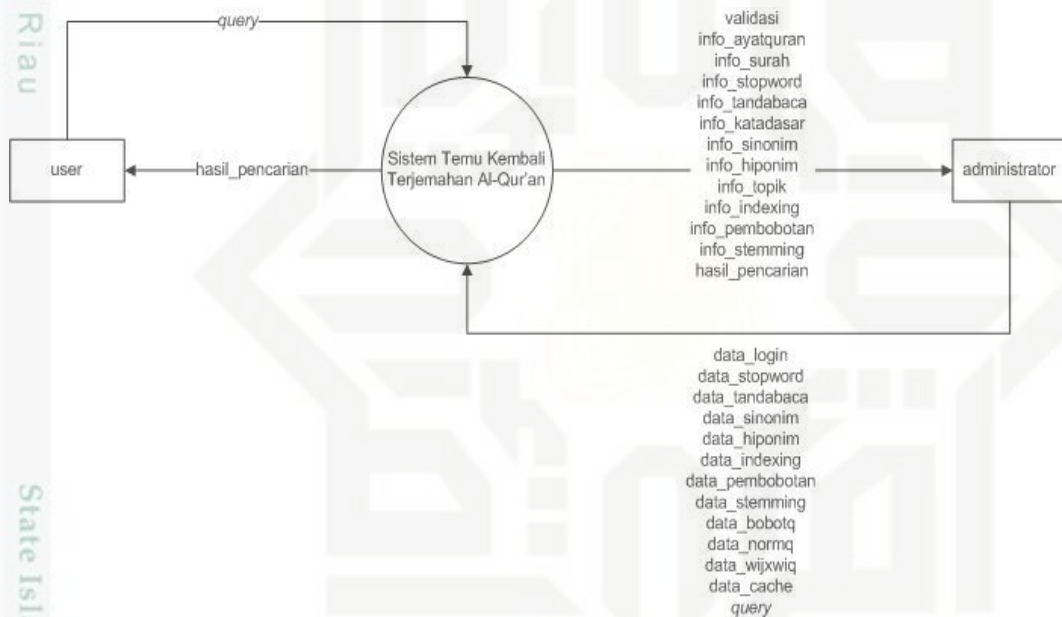 Riau
State Isl
query
user
hasil_pencarian
Sistem Temu Kembali
Terjemahan Al-Qur'an
validasi
info_ayatquran
info_surah
info_stopword
info_tandabaca
info_katadasar
info_sinonim
info_hiponim
info_topik
info_indexing
info_pembobotan
info_stemming
hasil_pencarian
administrator
data_login
data_stopword
data_tandabaca
data_sinonim
data_hiponim
data_indexing
data_pembobotan
data_stemming
data_bobotq
data_normq
data_wijxwiq
data_cache
query